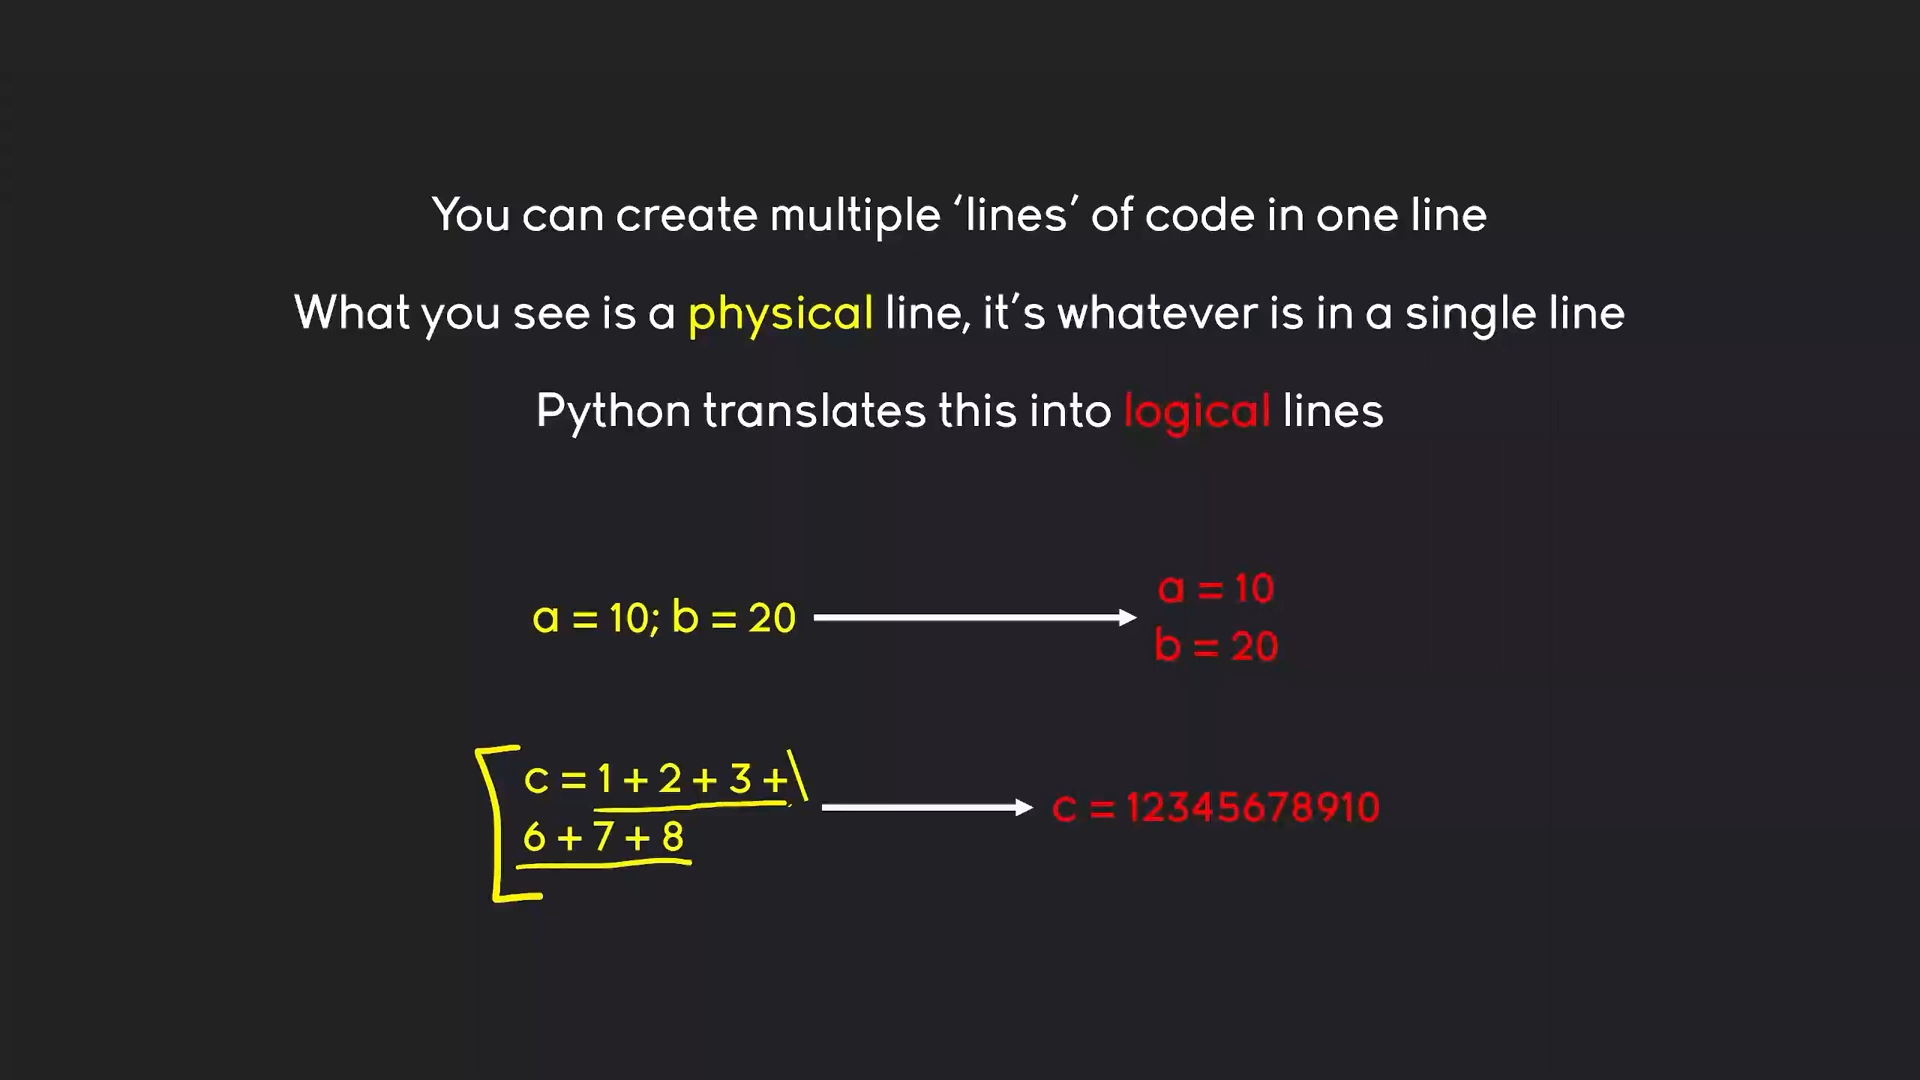 You can create multiple ‘lines’ of code in one line
What you see is a physical line, it’s whatever is in a single line
Python translates this into logical lines
a = 10; b = 20
a = 10
b = 20
c = 1 + 2 + 3 +\
6 + 7 + 8
c = 12345678910